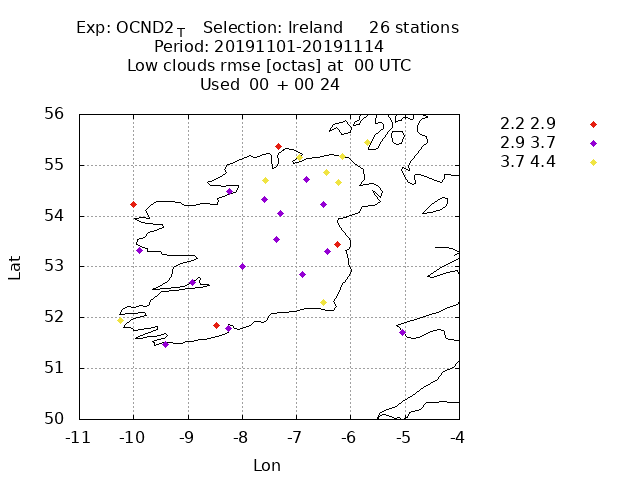 Exp: OCND2_T   Selection: Ireland     26 stations
Period: 20191101-20191114
Low clouds rmse [octas] at  00 UTC
Used  00 + 00 24
56
55
54
53
52
51
50
-11 -10 -9 -8 -7 -6 -5 -4
Lat
Lon
2.2 2.9
2.9 3.7
3.7 4.4